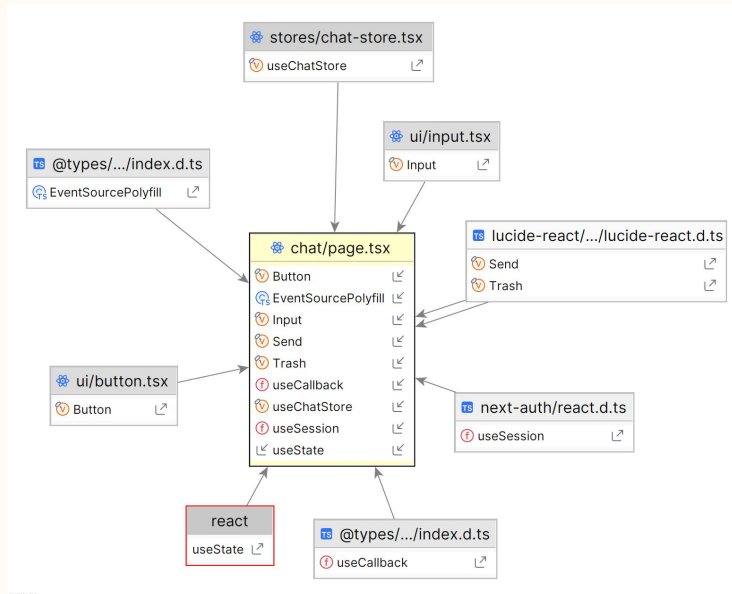 stores/chat-store.tsx
useChatStore
ui/input.tsx
Input
@types/.../index.d.ts
EventSourcePolyfill
lucide-react/.../lucide-react.d.ts
Send
Trash
chat/page.tsx
Button
EventSourcePolyfill
Input
Send
Trash
useCallback
useChatStore
useSession
useState
ui/button.tsx
Button
next-auth/react.d.ts
useSession
react
useState
@types/.../index.d.ts
useCallback